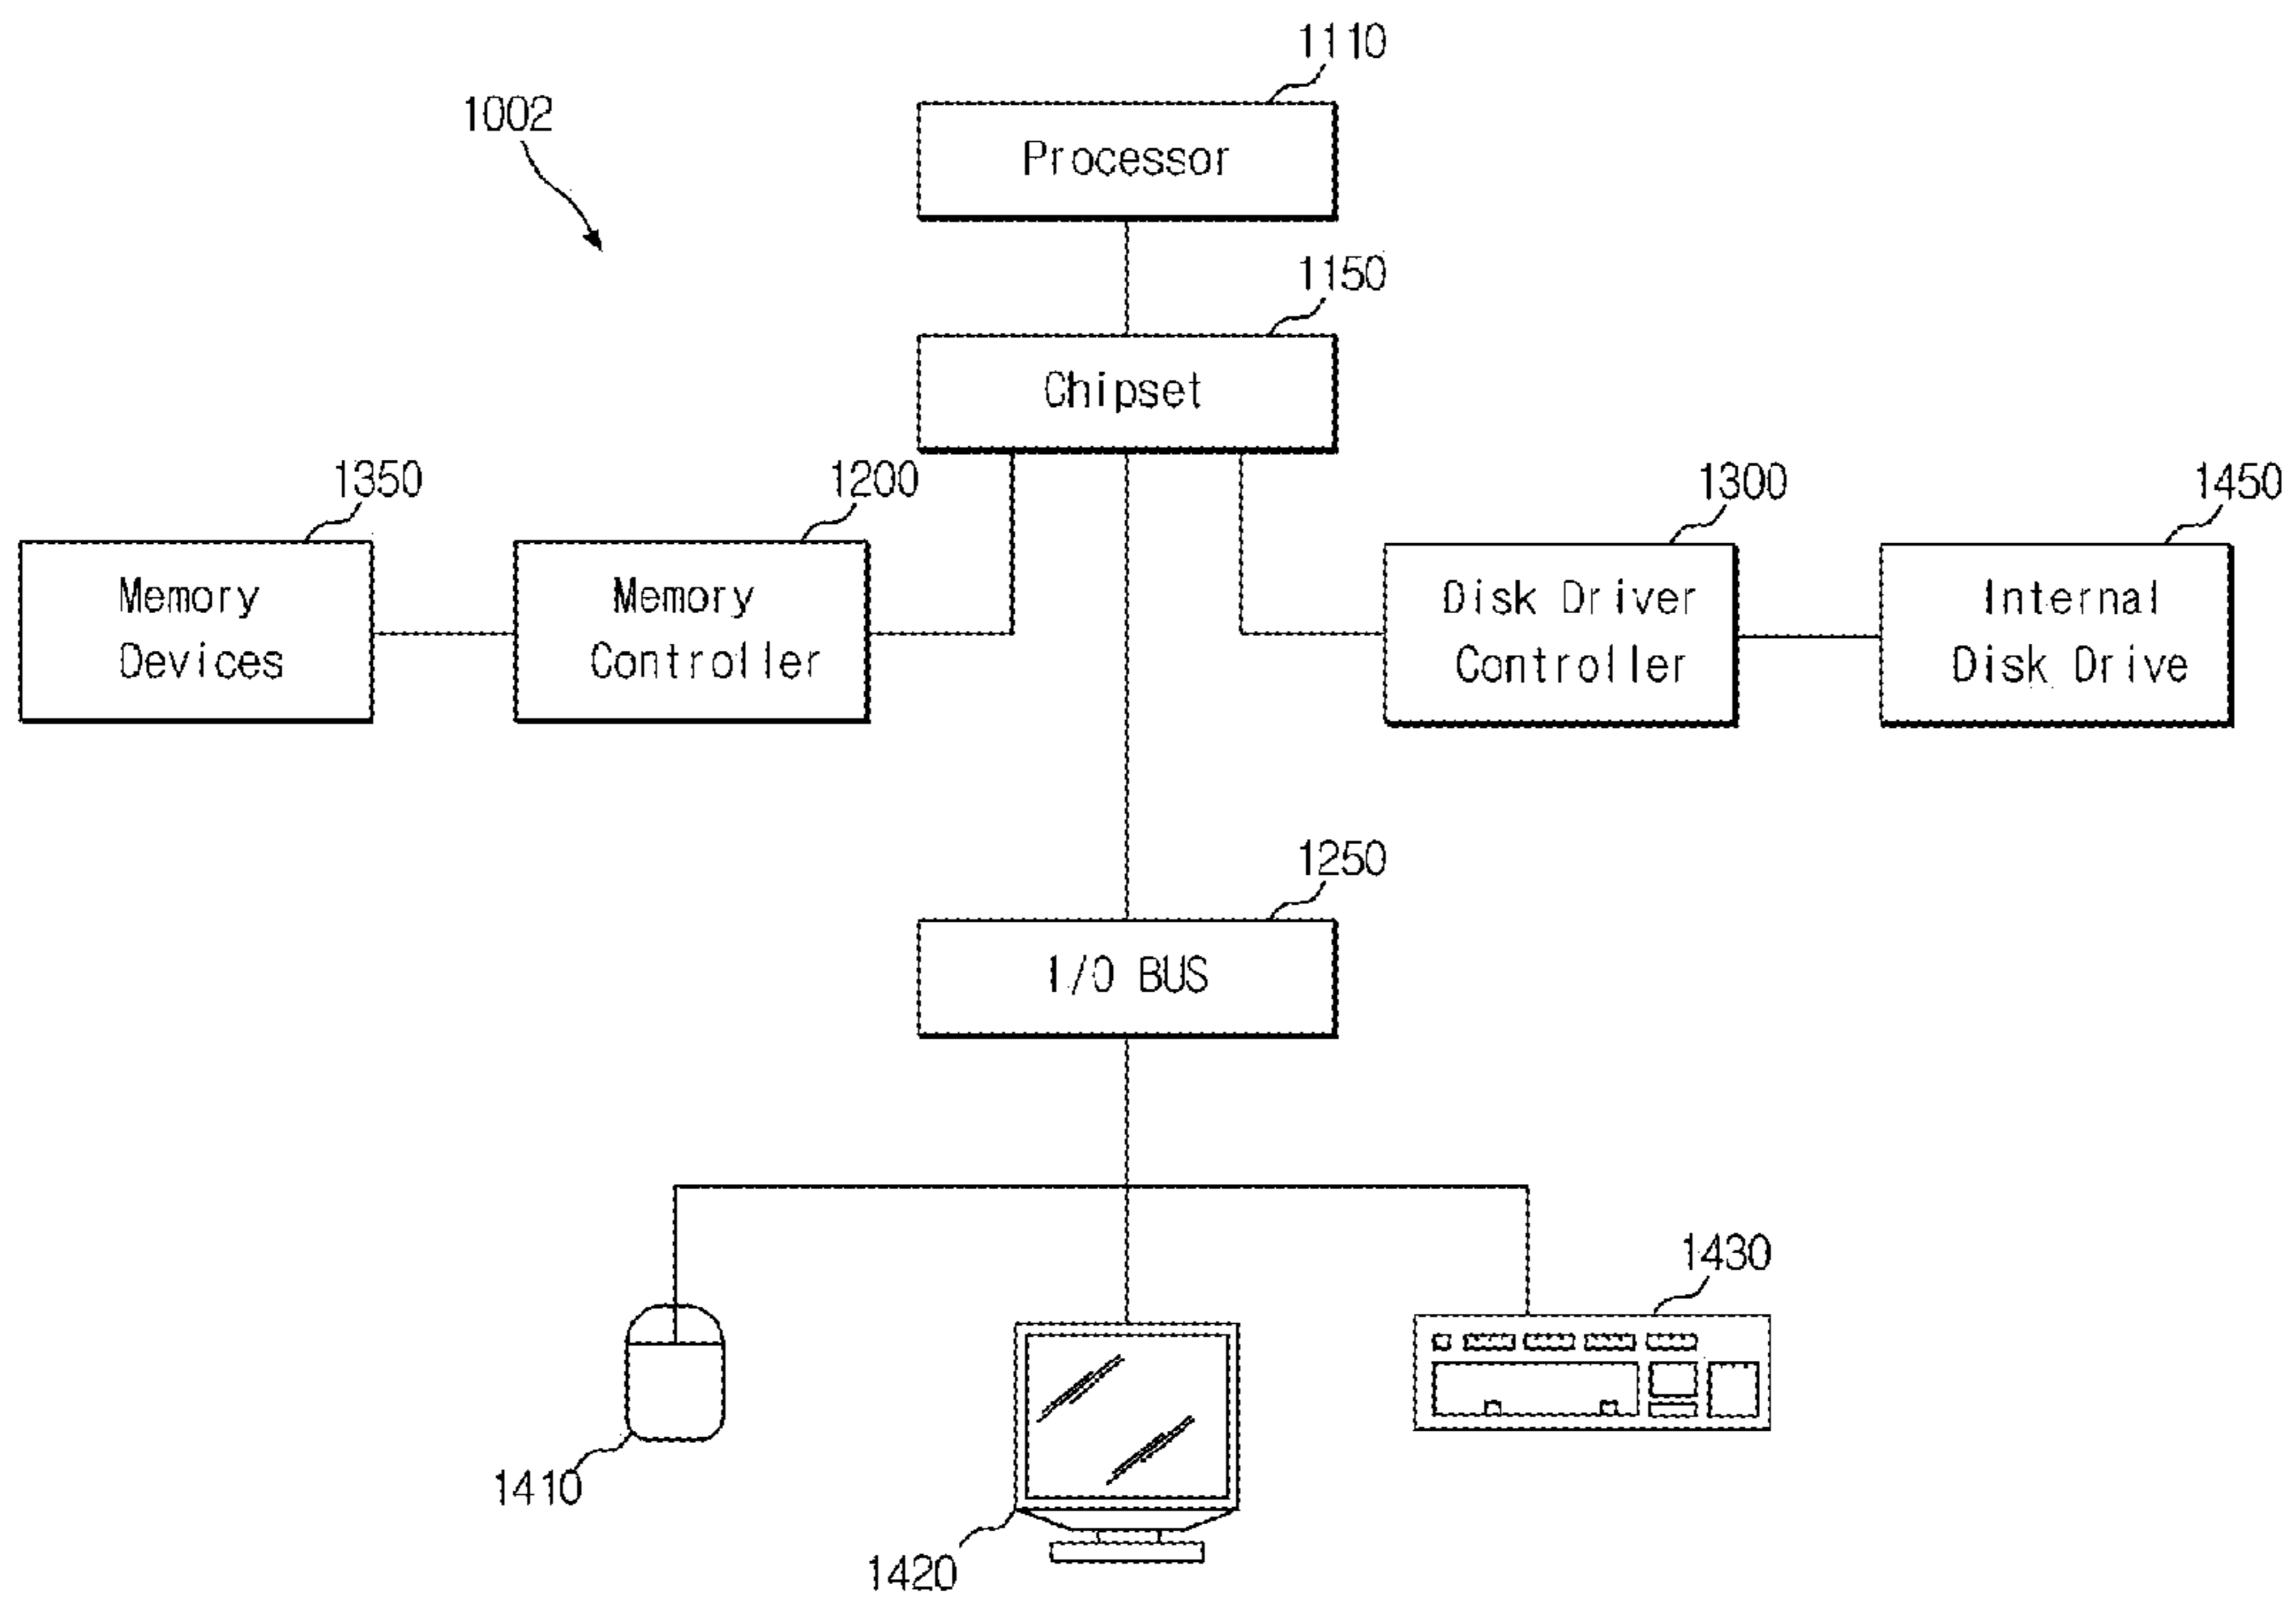 1110
1002
Processor
1150
Chipset
1350
1200
1300
1450
Memory
Devices
Memory
Controller
Disk Driver
Controller
Internal
Disk Drive
1250
I/O BUS
1430
1410
1420